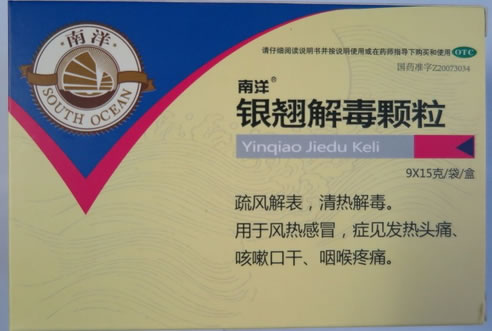 南洋
SOUTH OCEAN
请仔细阅读说明书并按说明使用或在药师指导下购买和使用 OTC
国药准字Z20073034
南洋®
银翘解毒颗粒
Yinqiao Jiedu Keli
9X15克/袋/盒
疏风解表，清热解毒。
用于风热感冒，症见发热头痛、
咳嗽口干、咽喉疼痛。